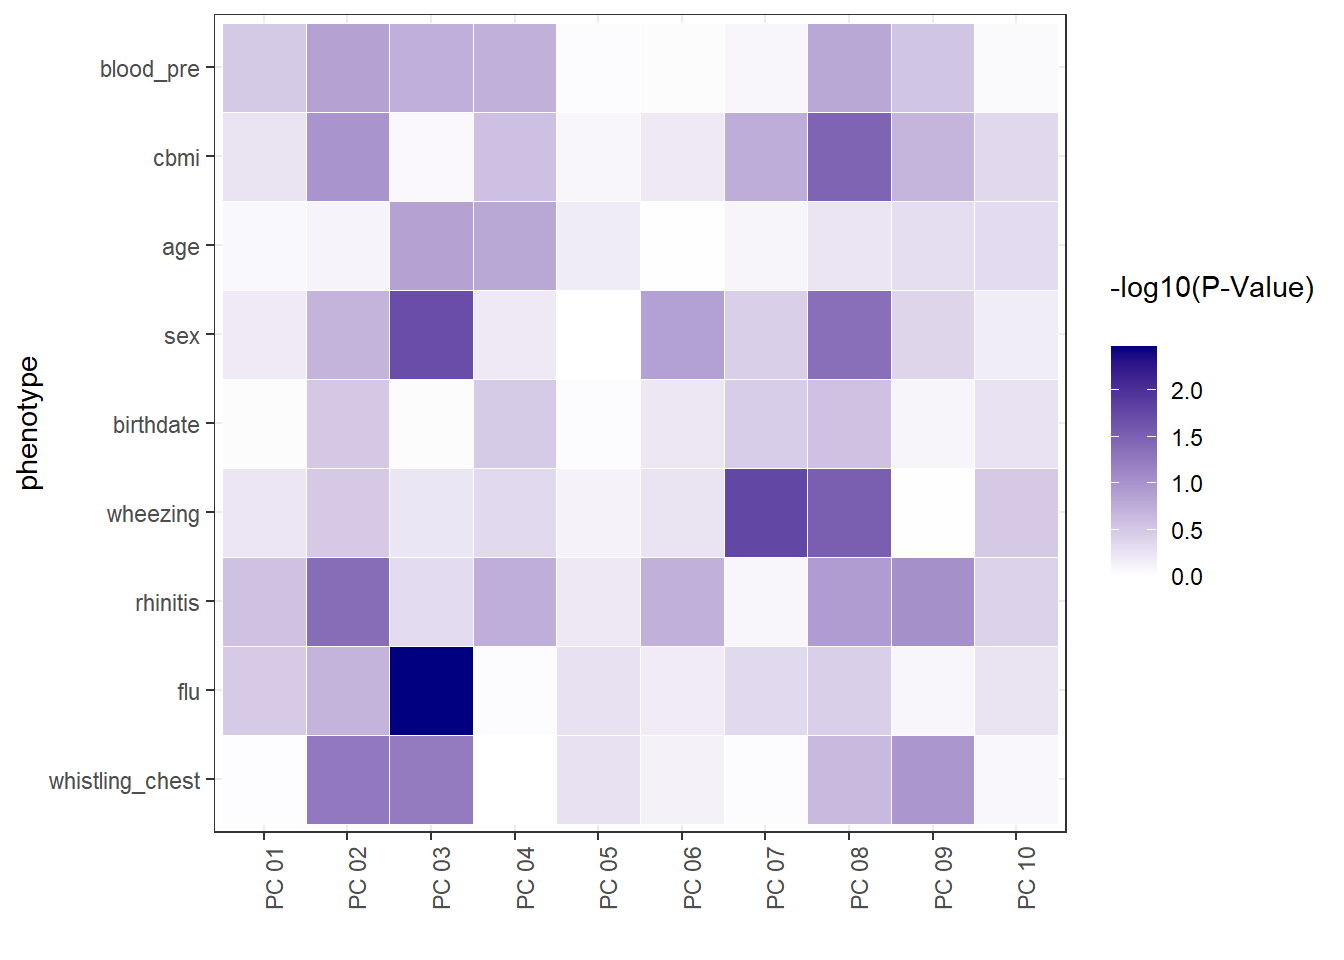 phenotype
blood_pre
cbmi
age
sex
birthdate
wheezing
rhinitis
flu
whistling_chest
PC 01
PC 02
PC 03
PC 04
PC 05
PC 06
PC 07
PC 08
PC 09
PC 10
-log10(P-Value)
2.0
1.5
1.0
0.5
0.0